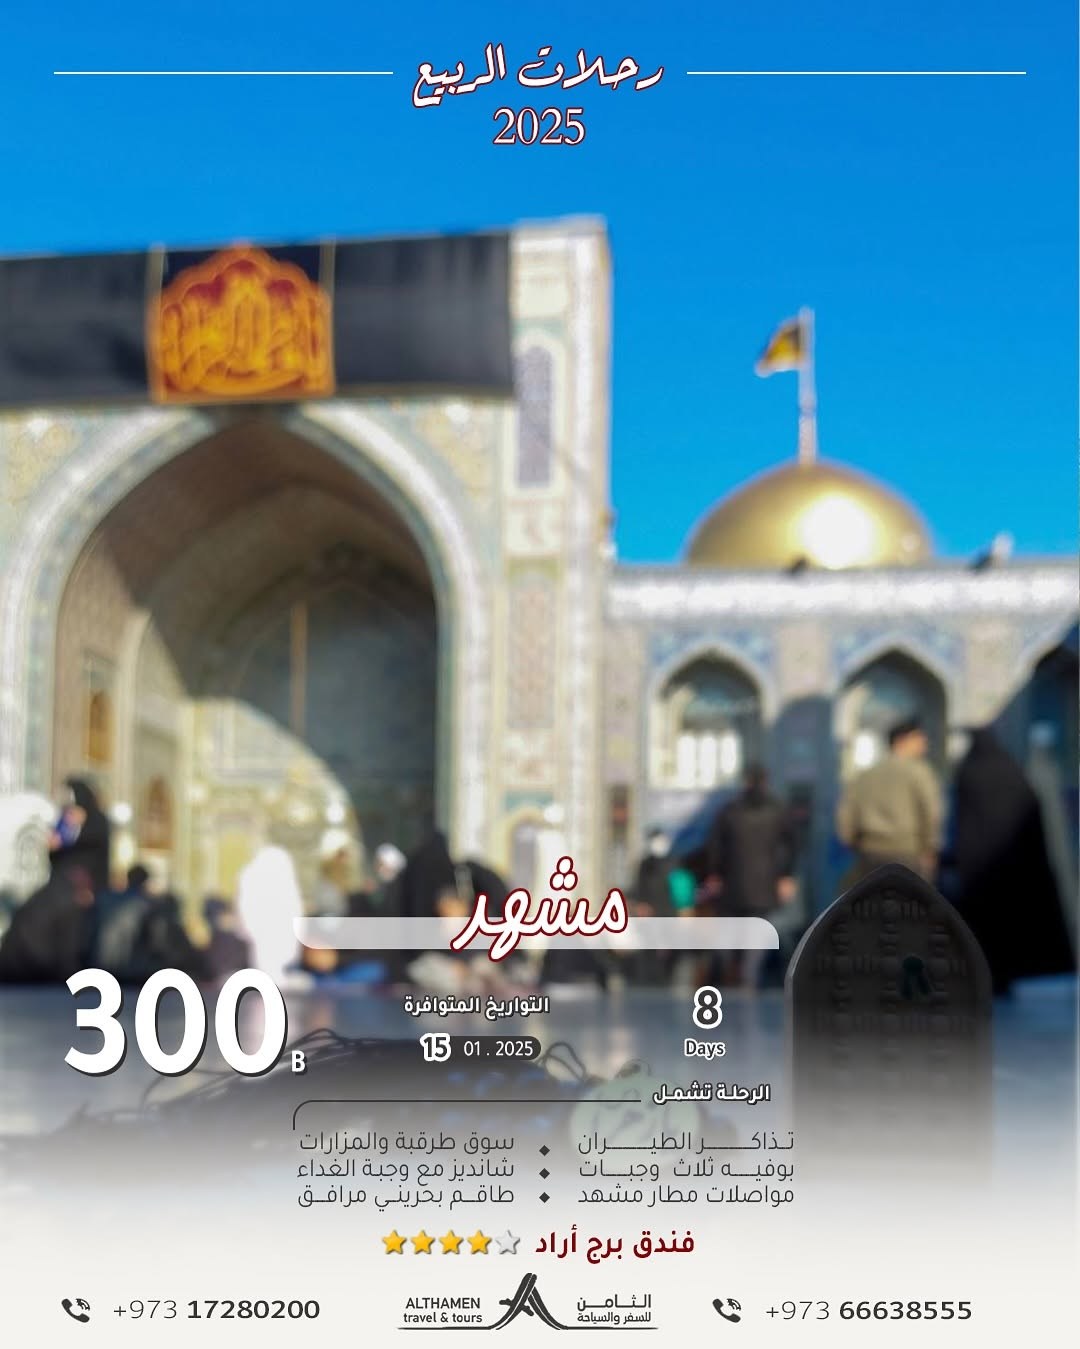 رحلات الربيع
2025
مشهد
8
Days
التواريخ المتوافرة
15 01 . 2025
300 B
الرحلة تشمل
تذاكر الطيران
بوفيه ثلاث وجبات
مواصلات مطار مشهد
سوق طرقبة والمزارات
شانديز مع وجبة الغداء
طاقم بحريني مرافق
فندق برج أراد
+973 17280200
ALTHAMEN
travel & tours
الثامن
للسفر والسياحة
+973 66638555